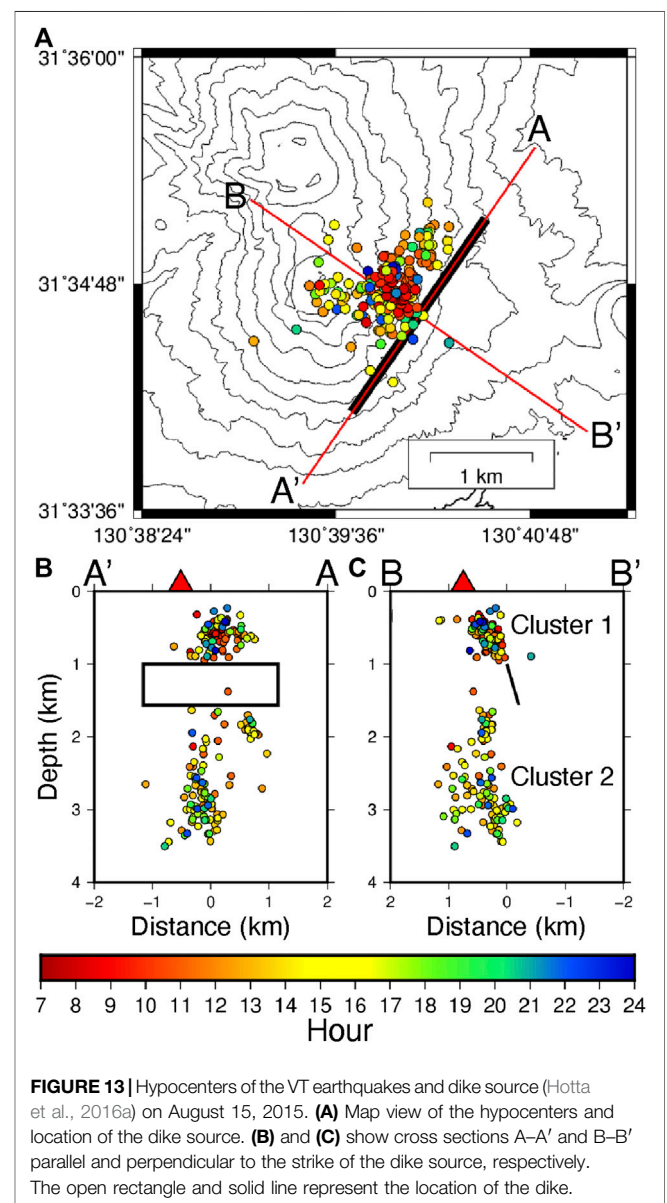 A
31°36'00"
A
B
31°34'48"
B'
1 km
A'
31°33'36"
130°38'24" 130°39'36" 130°40'48"
B A' A C B B'
0 0
Cluster 1
1 1
Depth (km)
2 2
Cluster 2
3 3
4 4
−2 −1 0 1 2 2 1 0 −1 −2
Distance (km) Distance (km)
7 8 9 10 11 12 13 14 15 16 17 18 19 20 21 22 23 24
Hour
FIGURE 13 | Hypocenters of the VT earthquakes and dike source (Hotta
et al., 2016a) on August 15, 2015. (A) Map view of the hypocenters and
location of the dike source. (B) and (C) show cross sections A–A′ and B–B′
parallel and perpendicular to the strike of the dike source, respectively.
The open rectangle and solid line represent the location of the dike.